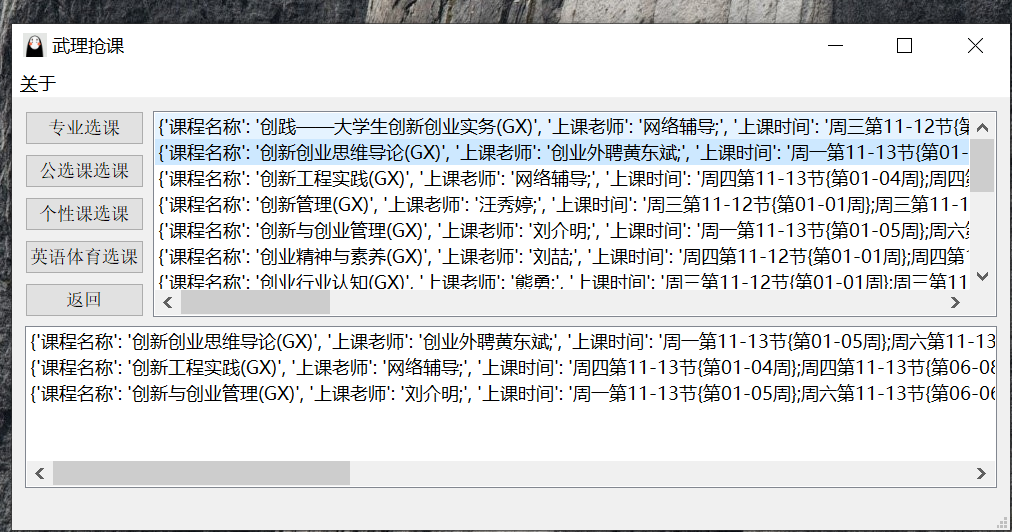 武理抢课
关于
专业选课
公选课选课
个性课选课
英语体育选课
返回
{'课程名称': '创践——大学生创新创业实务(GX)', '上课老师': '网络辅导;', '上课时间': '周三第11-12节{第
{'课程名称': '创新创业思维导论(GX)', '上课老师': '创业外聘黄东斌;', '上课时间': '周一第11-13节{第01-
{'课程名称': '创新工程实践(GX)', '上课老师': '网络辅导;', '上课时间': '周四第11-13节{第01-04周};周四第
{'课程名称': '创新管理(GX)', '上课老师': '汪秀婷;', '上课时间': '周三第11-12节{第01-01周};周三第11-1
{'课程名称': '创新与创业管理(GX)', '上课老师': '刘介明;', '上课时间': '周一第11-13节{第01-05周};周六第
{'课程名称': '创业精神与素养(GX)', '上课老师': '刘喆;', '上课时间': '周四第11-12节{第01-01周};周四第1
{'课程名称': '创业行业认知(GX)', '上课老师': '熊勇;', '上课时间': '周三第11-12节{第01-01周};周三第11
{'课程名称': '创新创业思维导论(GX)', '上课老师': '创业外聘黄东斌;', '上课时间': '周一第11-13节{第01-05周};周六第11-13
{'课程名称': '创新工程实践(GX)', '上课老师': '网络辅导;', '上课时间': '周四第11-13节{第01-04周};周四第11-13节{第06-08
{'课程名称': '创新与创业管理(GX)', '上课老师': '刘介明;', '上课时间': '周一第11-13节{第01-05周};周六第11-13节{第06-06